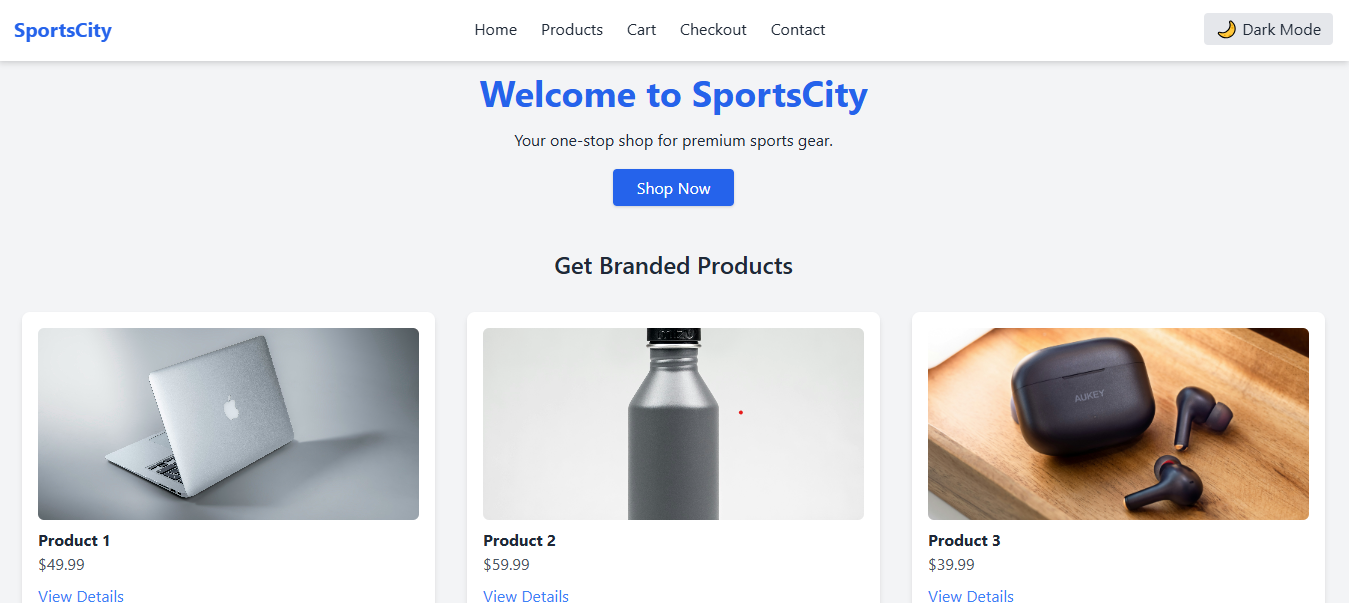 SportsCity
Home Products Cart Checkout Contact
🌙 Dark Mode
Welcome to SportsCity
Your one-stop shop for premium sports gear.
Shop Now
Get Branded Products
AUKEY
Product 1
$49.99
View Details
Product 2
$59.99
View Details
Product 3
$39.99
View Details